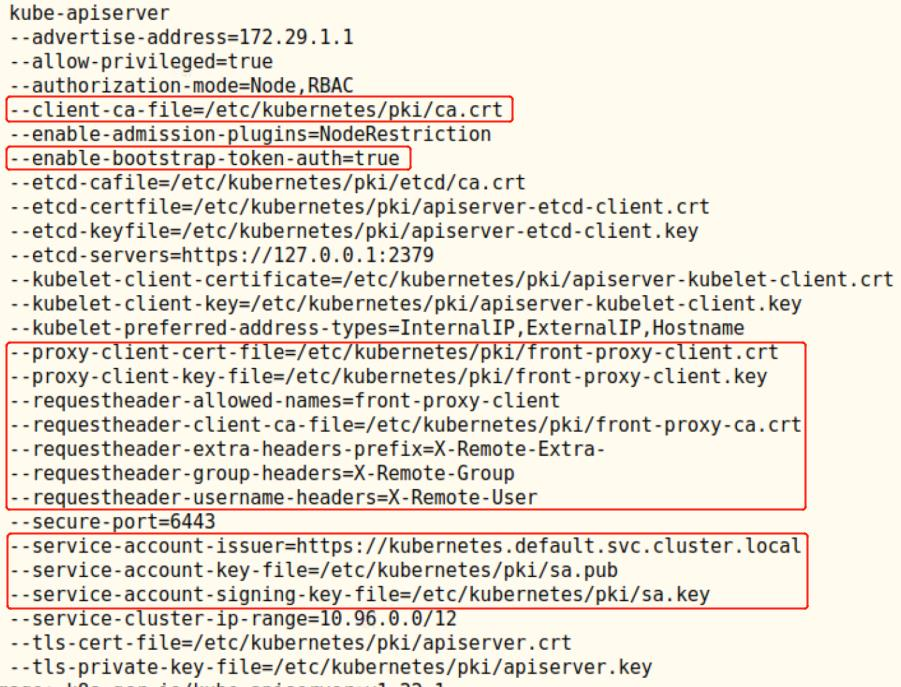 kube-apiserver
--advertise-address=172.29.1.1
--allow-privileged=true
--authorization-mode=Node,RBAC
--client-ca-file=/etc/kubernetes/pki/ca.crt
--enable-admission-plugins=NodeRestriction
--enable-bootstrap-token-auth=true
--etcd-cafile=/etc/kubernetes/pki/etcd/ca.crt
--etcd-certfile=/etc/kubernetes/pki/apiserver-etcd-client.crt
--etcd-keyfile=/etc/kubernetes/pki/apiserver-etcd-client.key
--etcd-servers=https://127.0.0.1:2379
--kubelet-client-certificate=/etc/kubernetes/pki/apiserver-kubelet-client.crt
--kubelet-client-key=/etc/kubernetes/pki/apiserver-kubelet-client.key
--kubelet-preferred-address-types=InternalIP,ExternalIP,Hostname
--proxy-client-cert-file=/etc/kubernetes/pki/front-proxy-client.crt
--proxy-client-key-file=/etc/kubernetes/pki/front-proxy-client.key
--requestheader-allowed-names=front-proxy-client
--requestheader-client-ca-file=/etc/kubernetes/pki/front-proxy-ca.crt
--requestheader-extra-headers-prefix=X-Remote-Extra-
--requestheader-group-headers=X-Remote-Group
--requestheader-username-headers=X-Remote-User
--secure-port=6443
--service-account-issuer=https://kubernetes.default.svc.cluster.local
--service-account-key-file=/etc/kubernetes/pki/sa.pub
--service-account-signing-key-file=/etc/kubernetes/pki/sa.key
--service-cluster-ip-range=10.96.0.0/12
--tls-cert-file=/etc/kubernetes/pki/apiserver.crt
--tls-private-key-file=/etc/kubernetes/pki/apiserver.key